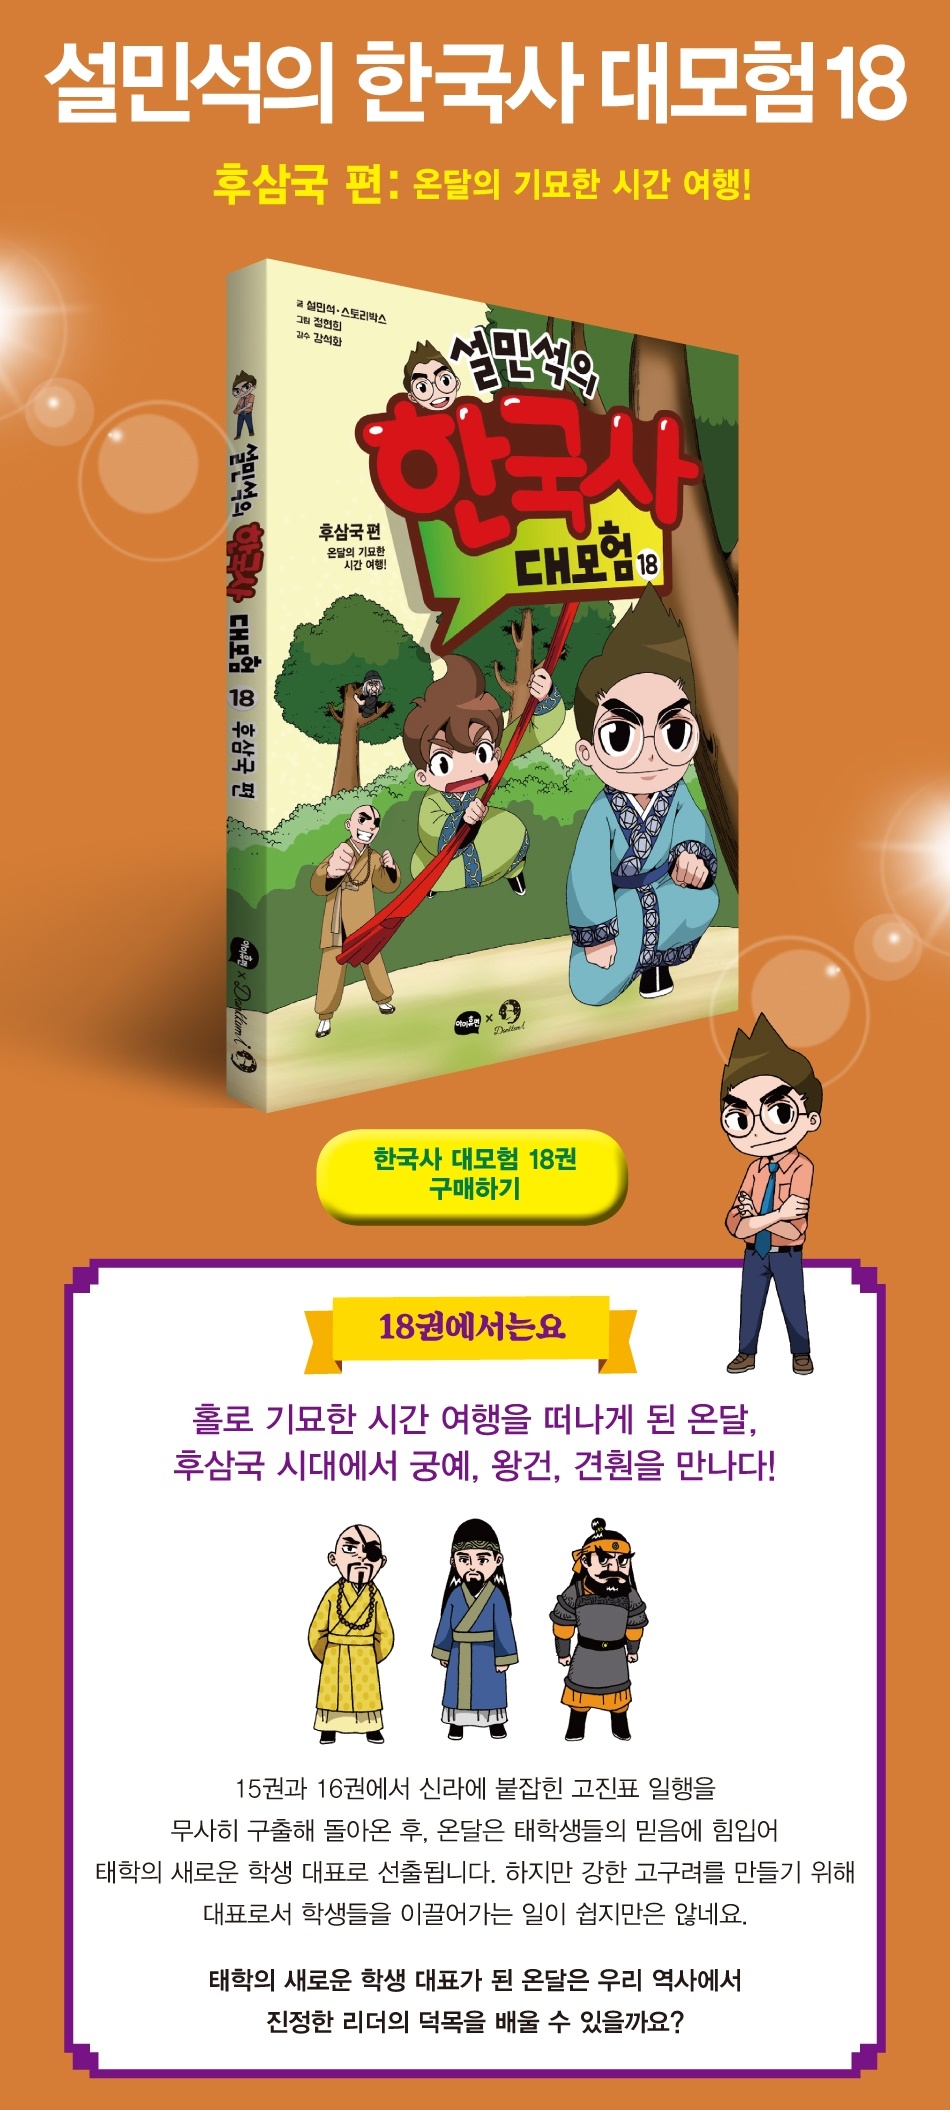 설민석의 한국사 대모험 18
후삼국 편: 온달의 기묘한 시간 여행!
글 설민석·스토리박스
그림 정현희
감수 강석화
설민석의
한국사
대모험 18
후삼국 편
온달의 기묘한
시간 여행!
설민석의 한국사 대모험 18 후삼국 편
아이휴먼 × Dankkum i
아이휴먼 × Dankkum i
한국사 대모험 18권
구매하기
18권에서는요
홀로 기묘한 시간 여행을 떠나게 된 온달,
후삼국 시대에서 궁예, 왕건, 견훤을 만나다!
15권과 16권에서 신라에 붙잡힌 고진표 일행을
무사히 구출해 돌아온 후, 온달은 태학생들의 믿음에 힘입어
태학의 새로운 학생 대표로 선출됩니다. 하지만 강한 고구려를 만들기 위해
대표로서 학생들을 이끌어가는 일이 쉽지만은 않네요.
태학의 새로운 학생 대표가 된 온달은 우리 역사에서
진정한 리더의 덕목을 배울 수 있을까요?